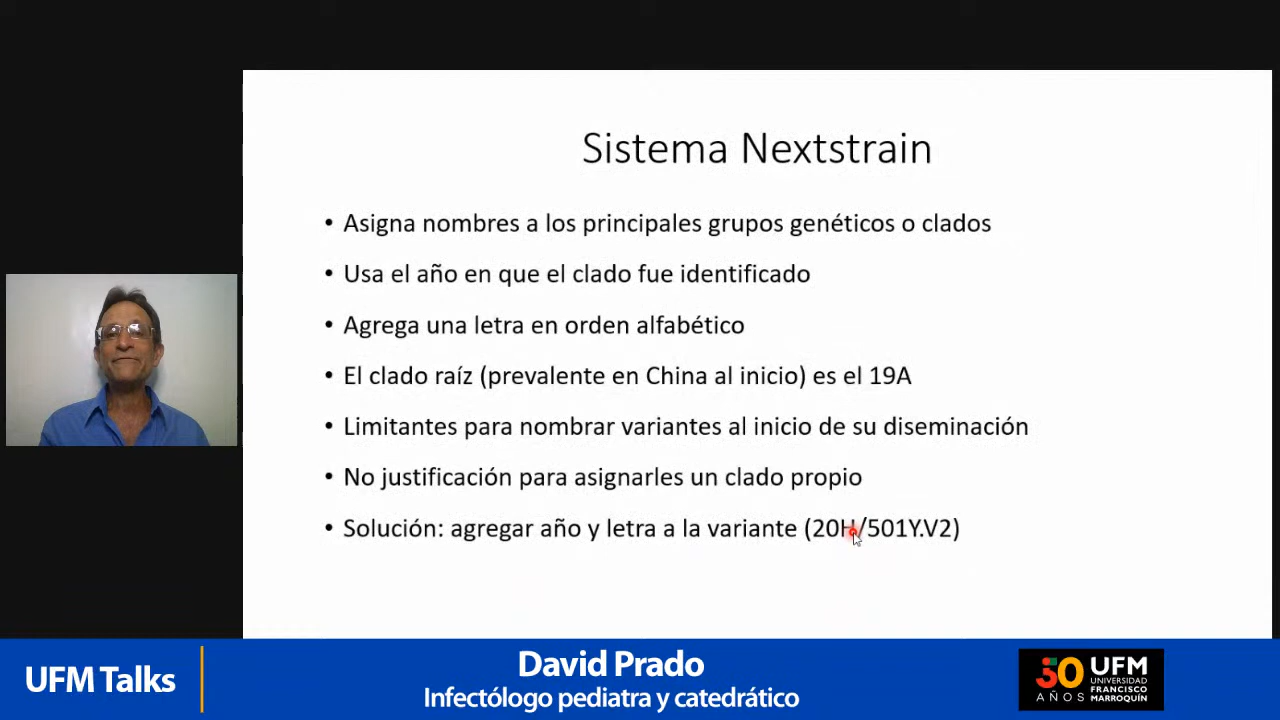 Sistema Nextstrain
• Asigna nombres a los principales grupos genéticos o clados
• Usa el año en que el clado fue identificado
• Agrega una letra en orden alfabético
• El clado raíz (prevalente en China al inicio) es el 19A
• Limitantes para nombrar variantes al inicio de su diseminación
• No justificación para asignarles un clado propio
• Solución: agregar año y letra a la variante (20H/501Y.V2)
UFM Talks
David Prado
Infectólogo pediatra y catedrático
50
AÑOS
UFM
UNIVERSIDAD
FRANCISCO
MARROQUÍN